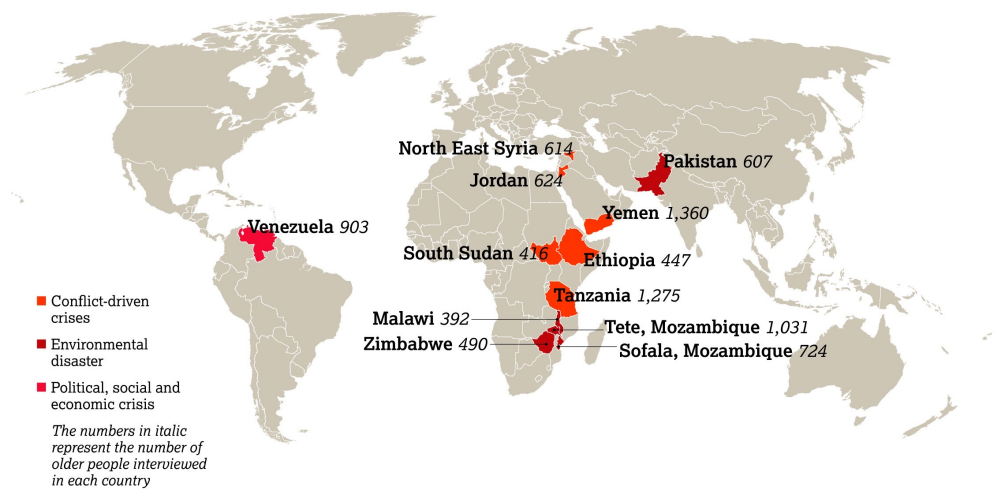 North East Syria 614
Pakistan 607
Jordan 624
Yemen 1,360
Venezuela 903
South Sudan 416
Ethiopia 447
Tanzania 1,275
Malawi 392
Tete, Mozambique 1,031
Zimbabwe 490
Sofala, Mozambique 724
Conflict-driven
crises
Environmental
disaster
Political, social and
economic crisis
The numbers in italic
represent the number of
older people interviewed
in each country